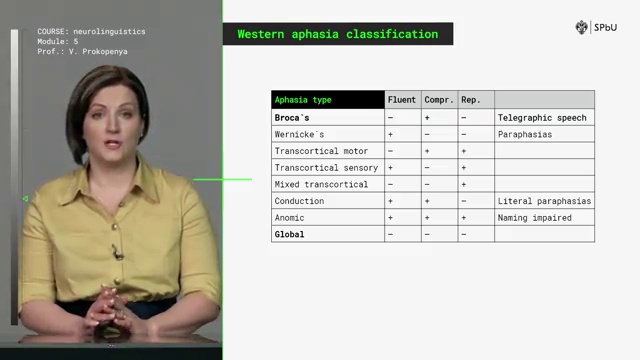 COURSE: neurolinguistics
Module: 5
Prof.: V. Prokopenya
Western aphasia classification
SPbU
Aphasia type Fluent Compr. Rep.
Broca`s – + – Telegraphic speech
Wernicke`s + – – Paraphasias
Transcortical motor – + +
Transcortical sensory + – +
Mixed transcortical – – +
Conduction + + – Literal paraphasias
Anomic + + + Naming impaired
Global – – –